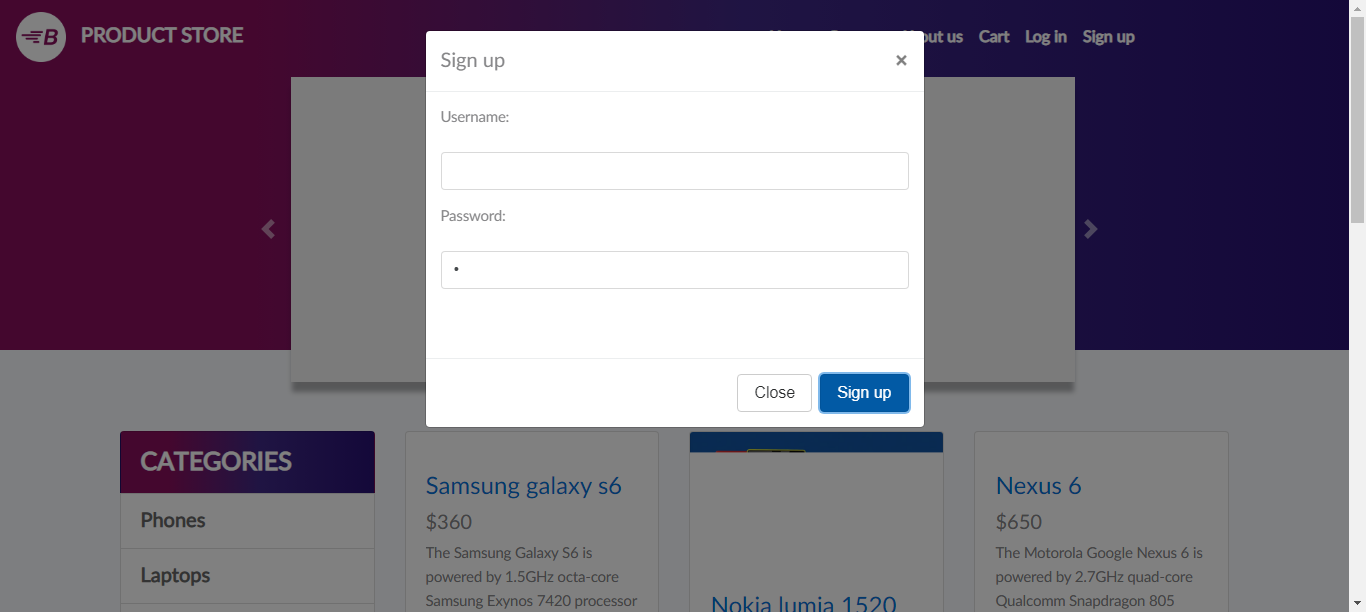 B PRODUCT STORE
out us Cart Log in Sign up
Sign up ×
Username:
Password:
•
Close Sign up
CATEGORIES
Phones
Laptops
Samsung galaxy s6
$360
The Samsung Galaxy S6 is
powered by 1.5GHz octa-core
Samsung Exynos 7420 processor
Nokia lumia 1520
Nexus 6
$650
The Motorola Google Nexus 6 is
powered by 2.7GHz quad-core
Qualcomm Snapdragon 805